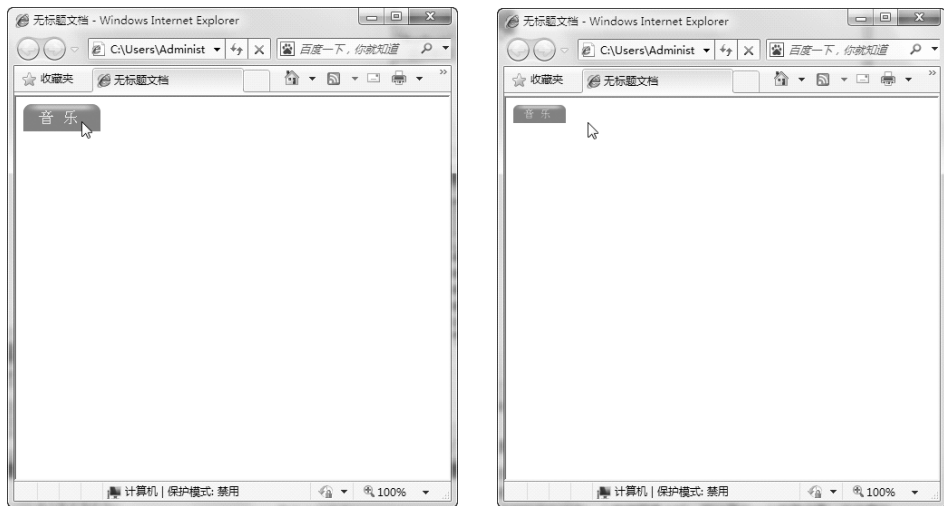 无标题文档 - Windows Internet Explorer
C:\Users\Administ
百度一下，你就知道
收藏夹
无标题文档
音 乐
计算机 | 保护模式: 禁用
100%
无标题文档 - Windows Internet Explorer
C:\Users\Administ
百度一下，你就知道
收藏夹
无标题文档
音 乐
计算机 | 保护模式: 禁用
100%